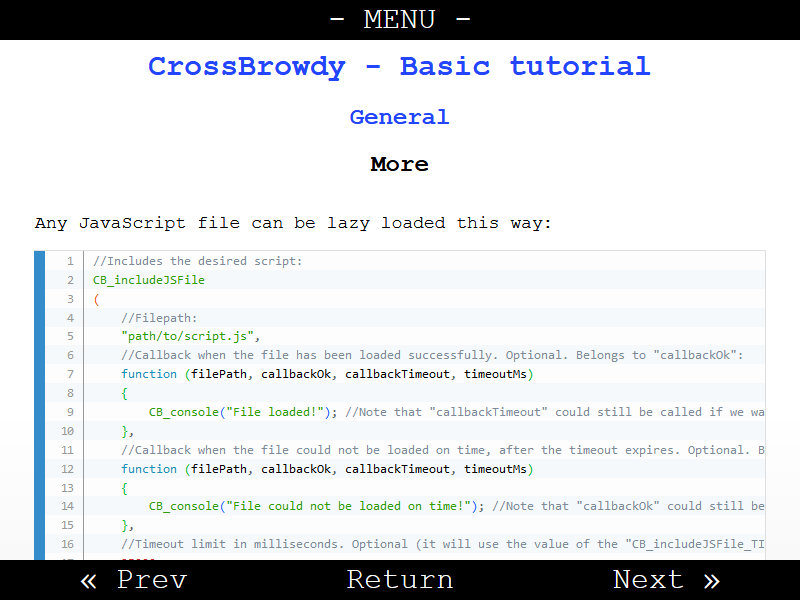 - MENU -
CrossBrowdy - Basic tutorial
General
More
Any JavaScript file can be lazy loaded this way:
1 //Includes the desired script:
2 CB_includeJSFile
3 (
4 //Filepath:
5 "path/to/script.js",
6 //Callback when the file has been loaded successfully. Optional. Belongs to "callbackOk":
7 function (filePath, callbackOk, callbackTimeout, timeoutMs)
8 {
9 CB_console("File loaded!"); //Note that "callbackTimeout" could still be called if we wa
10 },
11 //Callback when the file could not be loaded on time, after the timeout expires. Optional. B
12 function (filePath, callbackOk, callbackTimeout, timeoutMs)
13 {
14 CB_console("File could not be loaded on time!"); //Note that "callbackOk" could still be
15 },
16 //Timeout limit in milliseconds. Optional (it will use the value of the "CB_includeJSFile_TI
« Prev Return Next »